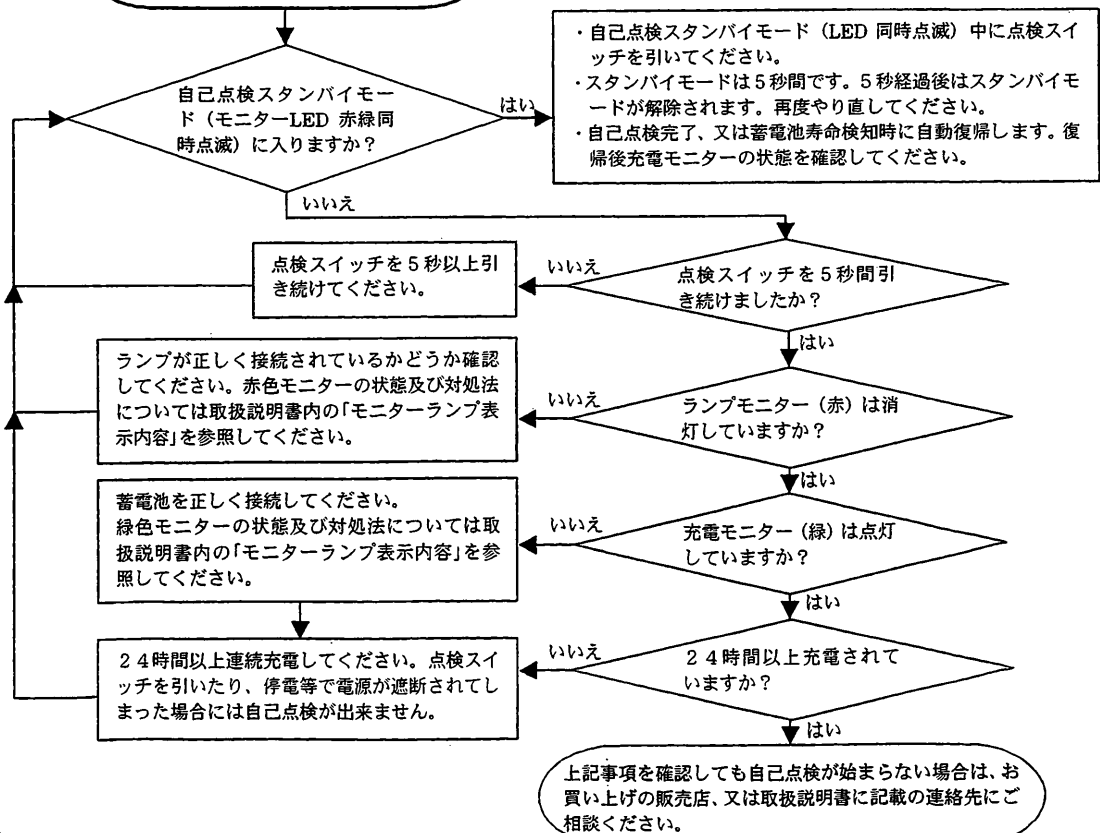 自己点検スタンバイモー
ド（モニターLED 赤緑同
時点滅）に入りますか？
はい
・自己点検スタンバイモード（LED 同時点滅）中に点検スイ
ッチを引いてください。
・スタンバイモードは５秒間です。５秒経過後はスタンバイモ
ードが解除されます。再度やり直してください。
・自己点検完了、又は蓄電池寿命検知時に自動復帰します。復
帰後充電モニターの状態を確認してください。
いいえ
点検スイッチを５秒間引
き続けましたか？
いいえ
点検スイッチを５秒以上引
き続けてください。
はい
ランプモニター（赤）は消
灯していますか？
いいえ
ランプが正しく接続されているかどうか確認
してください。赤色モニターの状態及び対処法
については取扱説明書内の「モニターランプ表
示内容」を参照してください。
はい
充電モニター（緑）は点灯
していますか？
いいえ
蓄電池を正しく接続してください。
緑色モニターの状態及び対処法については取
扱説明書内の「モニターランプ表示内容」を参
照してください。
はい
２４時間以上充電されて
いますか？
いいえ
２４時間以上連続充電してください。点検スイ
ッチを引いたり、停電等で電源が遮断されてし
まった場合には自己点検が出来ません。
はい
上記事項を確認しても自己点検が始まらない場合は、お
買い上げの販売店、又は取扱説明書に記載の連絡先にご
相談ください。